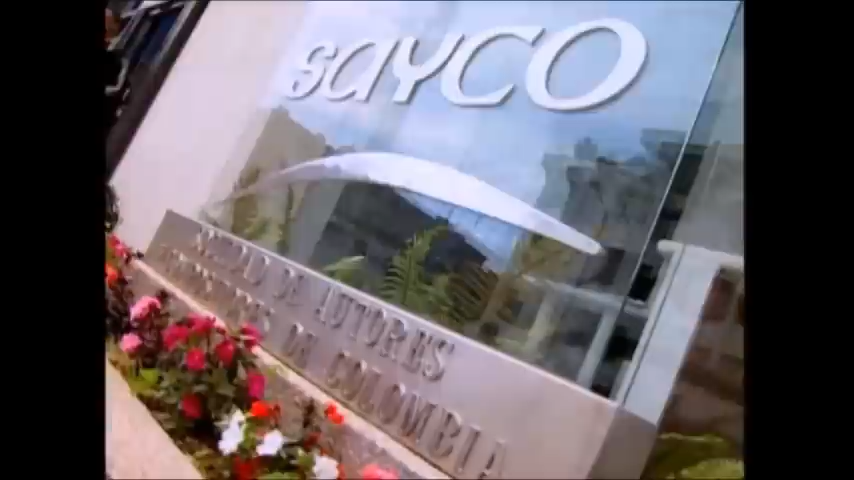 SAYCO
SOCIEDAD DE AUTORES
Y COMPOSITORES DE COLOMBIA